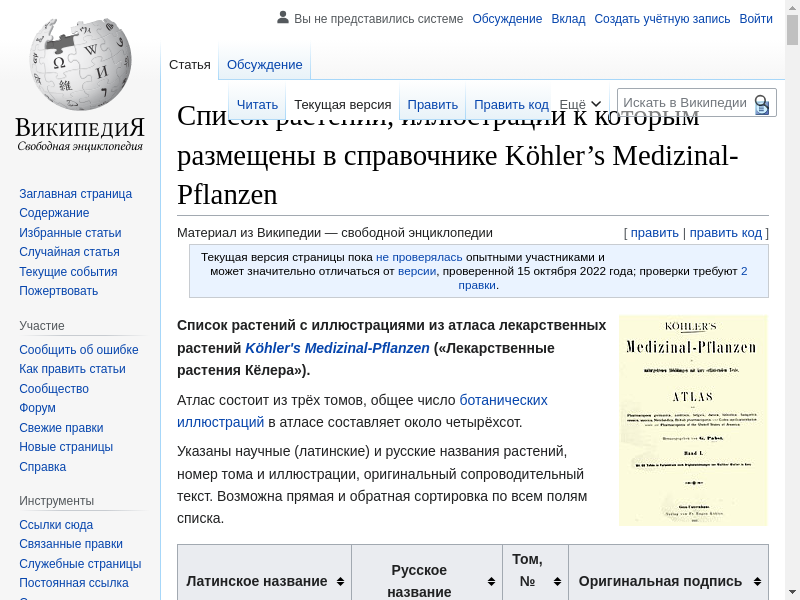 Вы не представились системе Обсуждение Вклад Создать учётную запись Войти
ВикипедиЯ
Свободная энциклопедия
Статья Обсуждение
Читать Текущая версия Править Править код Ещё
Искать в Википедии
Список растений, иллюстрации к которым
размещены в справочнике Köhler’s Medizinal-
Pflanzen
Материал из Википедии — свободной энциклопедии
[ править | править код ]
Текущая версия страницы пока не проверялась опытными участниками и
может значительно отличаться от версии, проверенной 15 октября 2022 года; проверки требуют 2
правки.
Заглавная страница
Содержание
Избранные статьи
Случайная статья
Текущие события
Пожертвовать
Участие
Сообщить об ошибке
Как править статьи
Сообщество
Форум
Свежие правки
Новые страницы
Справка
Инструменты
Ссылки сюда
Связанные правки
Служебные страницы
Постоянная ссылка
Список растений с иллюстрациями из атласа лекарственных
растений Köhler's Medizinal-Pflanzen («Лекарственные
растения Кёлера»).
Атлас состоит из трёх томов, общее число ботанических
иллюстраций в атласе составляет около четырёхсот.
Указаны научные (латинские) и русские названия растений,
номер тома и иллюстрации, оригинальный сопроводительный
текст. Возможна прямая и обратная сортировка по всем полям
списка.
KÖHLER'S
Medizinal-Pflanzen
ATLAS
G. Pabst.
Band I.
Латинское название
Русское
название
Том,
№
Оригинальная подпись